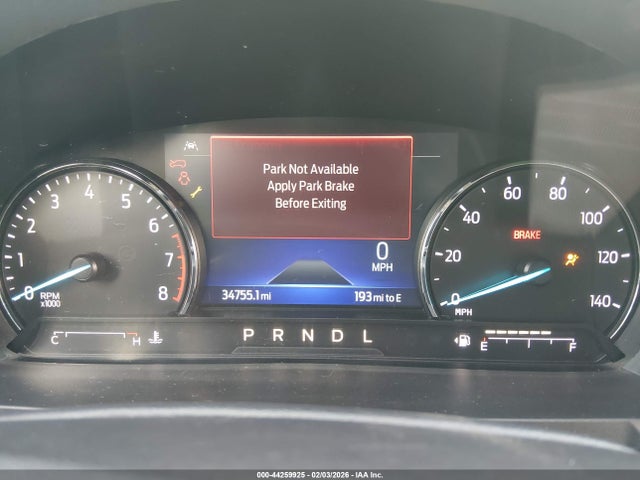 Park Not Available
Apply Park Brake
Before Exiting
0
MPH
34755.1 mi
193 mi to E
0 1 2 3 4 5 6 7 8
RPM
x1000
0 20 40 60 80 100 120 140
BRAKE
MPH
C H
P R N D L
E F
000-44259925 - 02/03/2026 - IAA Inc.